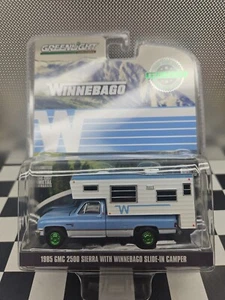 GREENLIGHT
WINNEBAGO
W
W
1985 GMC 2500 SIERRA WITH WINNEBAGO SLIDE-IN CAMPER